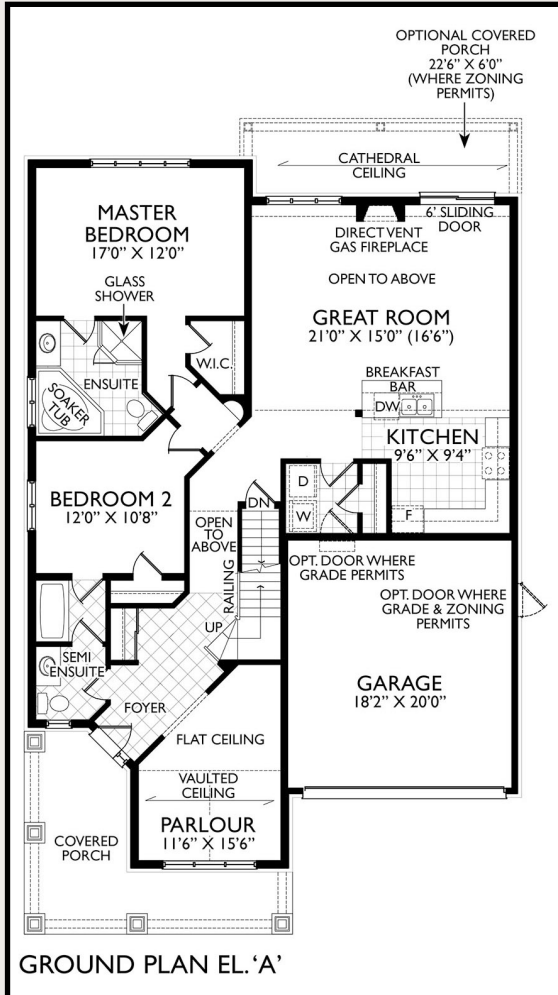 OPTIONAL COVERED
PORCH
22'6" X 6'0"
(WHERE ZONING
PERMITS)
CATHEDRAL
CEILING
MASTER
BEDROOM
17'0" X 12'0"
6' SLIDING
DOOR
DIRECT VENT
GAS FIREPLACE
GLASS
SHOWER
OPEN TO ABOVE
GREAT ROOM
21'0" X 15'0" (16'6")
W.I.C.
ENSUITE
SOAKER
TUB
BREAKFAST
BAR
DW
KITCHEN
9'6" X 9'4"
BEDROOM 2
12'0" X 10'8"
D
W
F
DN
OPEN
TO
ABOVE
RAILING
UP
OPT. DOOR WHERE
GRADE PERMITS
OPT. DOOR WHERE
GRADE & ZONING
PERMITS
SEMI
ENSUITE
FOYER
GARAGE
18'2" X 20'0"
FLAT CEILING
VAULTED
CEILING
PARLOUR
11'6" X 15'6"
COVERED
PORCH
GROUND PLAN EL. 'A'